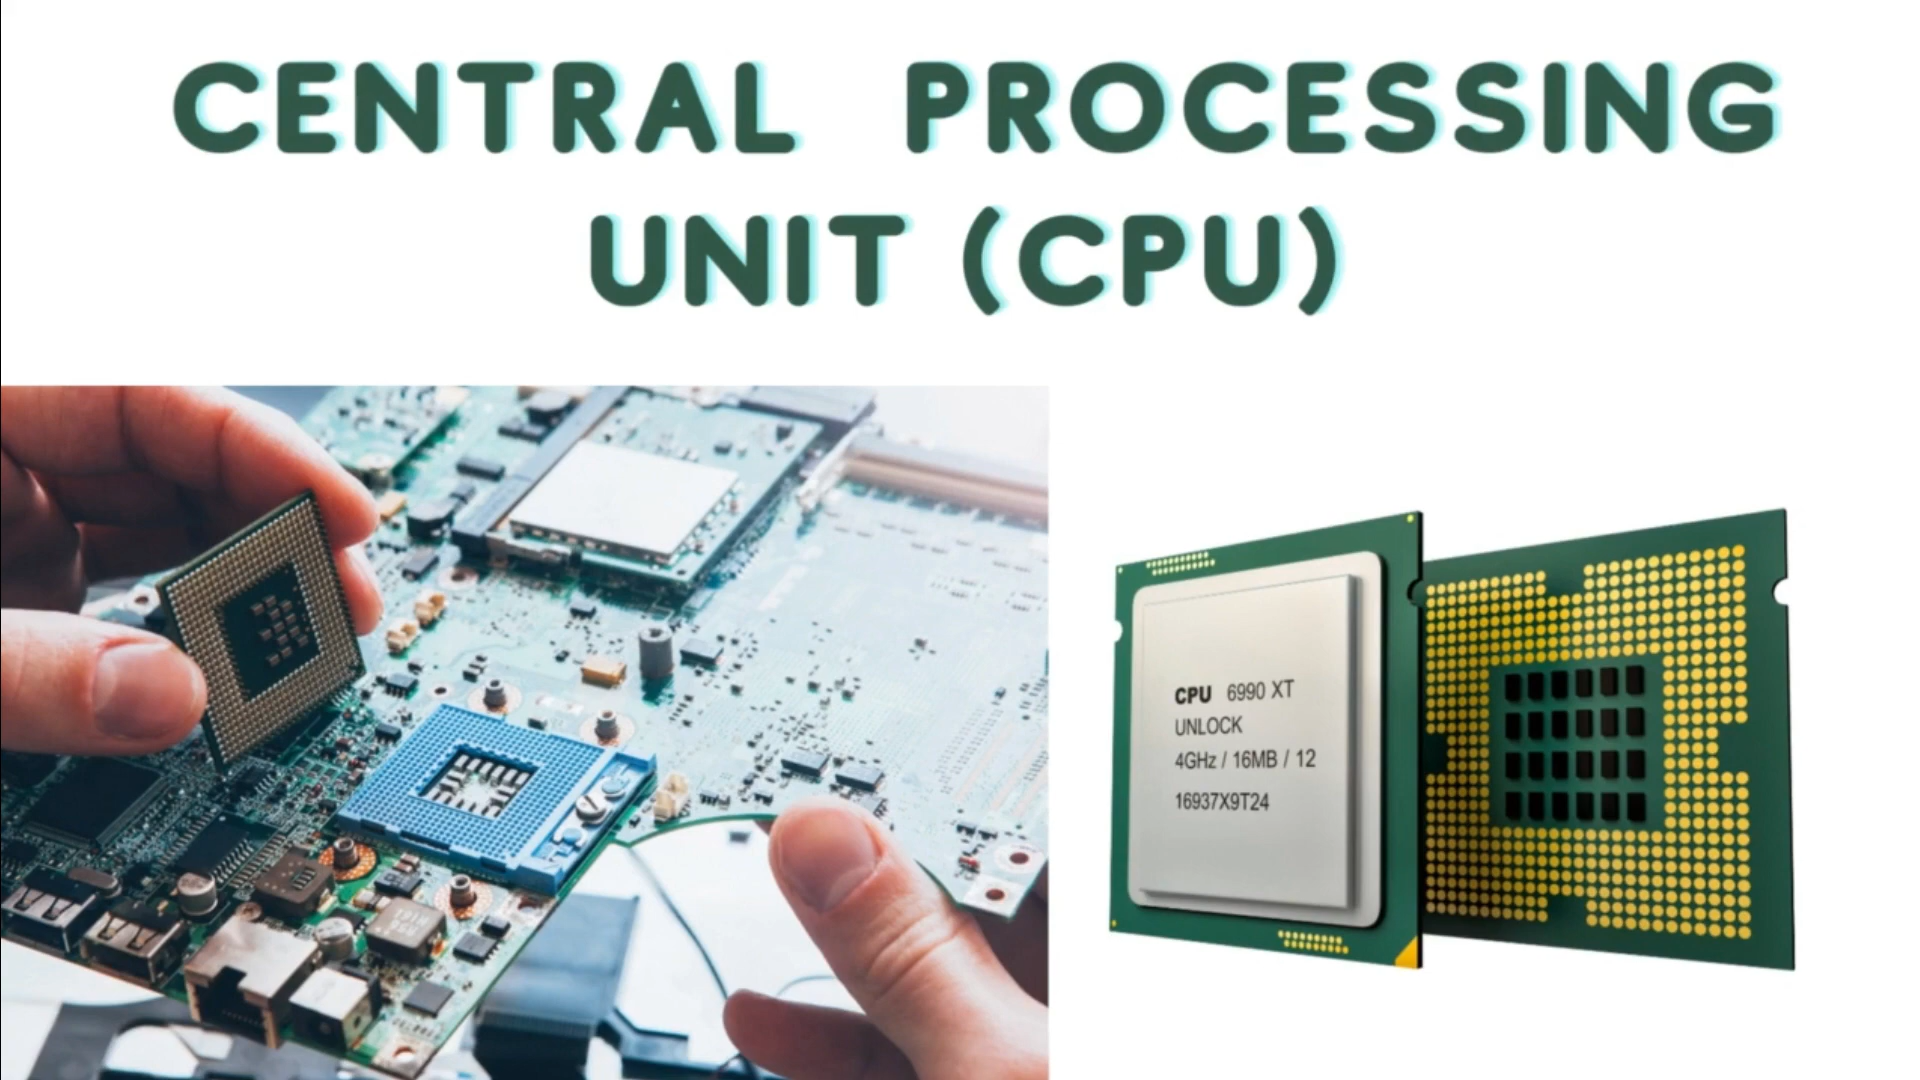 CENTRAL PROCESSING
UNIT (CPU)
CPU 6990 XT
UNLOCK
4GHz / 16MB / 12
16937X9T24